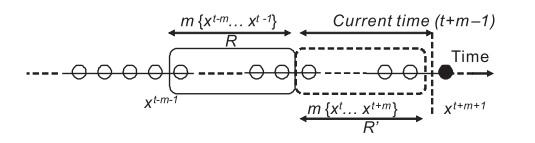 m {x^t-m... x^t-1} Current time (t+m–1)
R
Time
x^t-m-1
m {x^t... x^t+m} x^t+m+1
R'